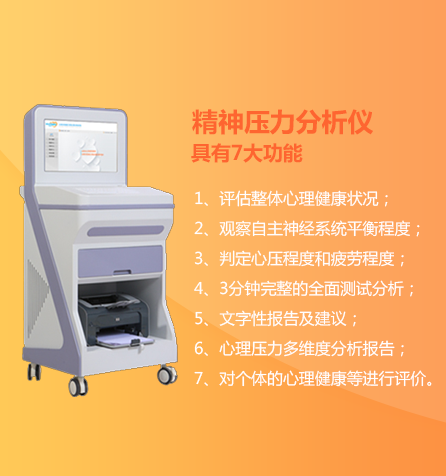 精神压力分析仪
具有7大功能
1、评估整体心理健康状况；
2、观察自主神经系统平衡程度；
3、判定心压程度和疲劳程度；
4、3分钟完整的全面测试分析；
5、文字性报告及建议；
6、心理压力多维度分析报告；
7、对个体的心理健康等进行评价。